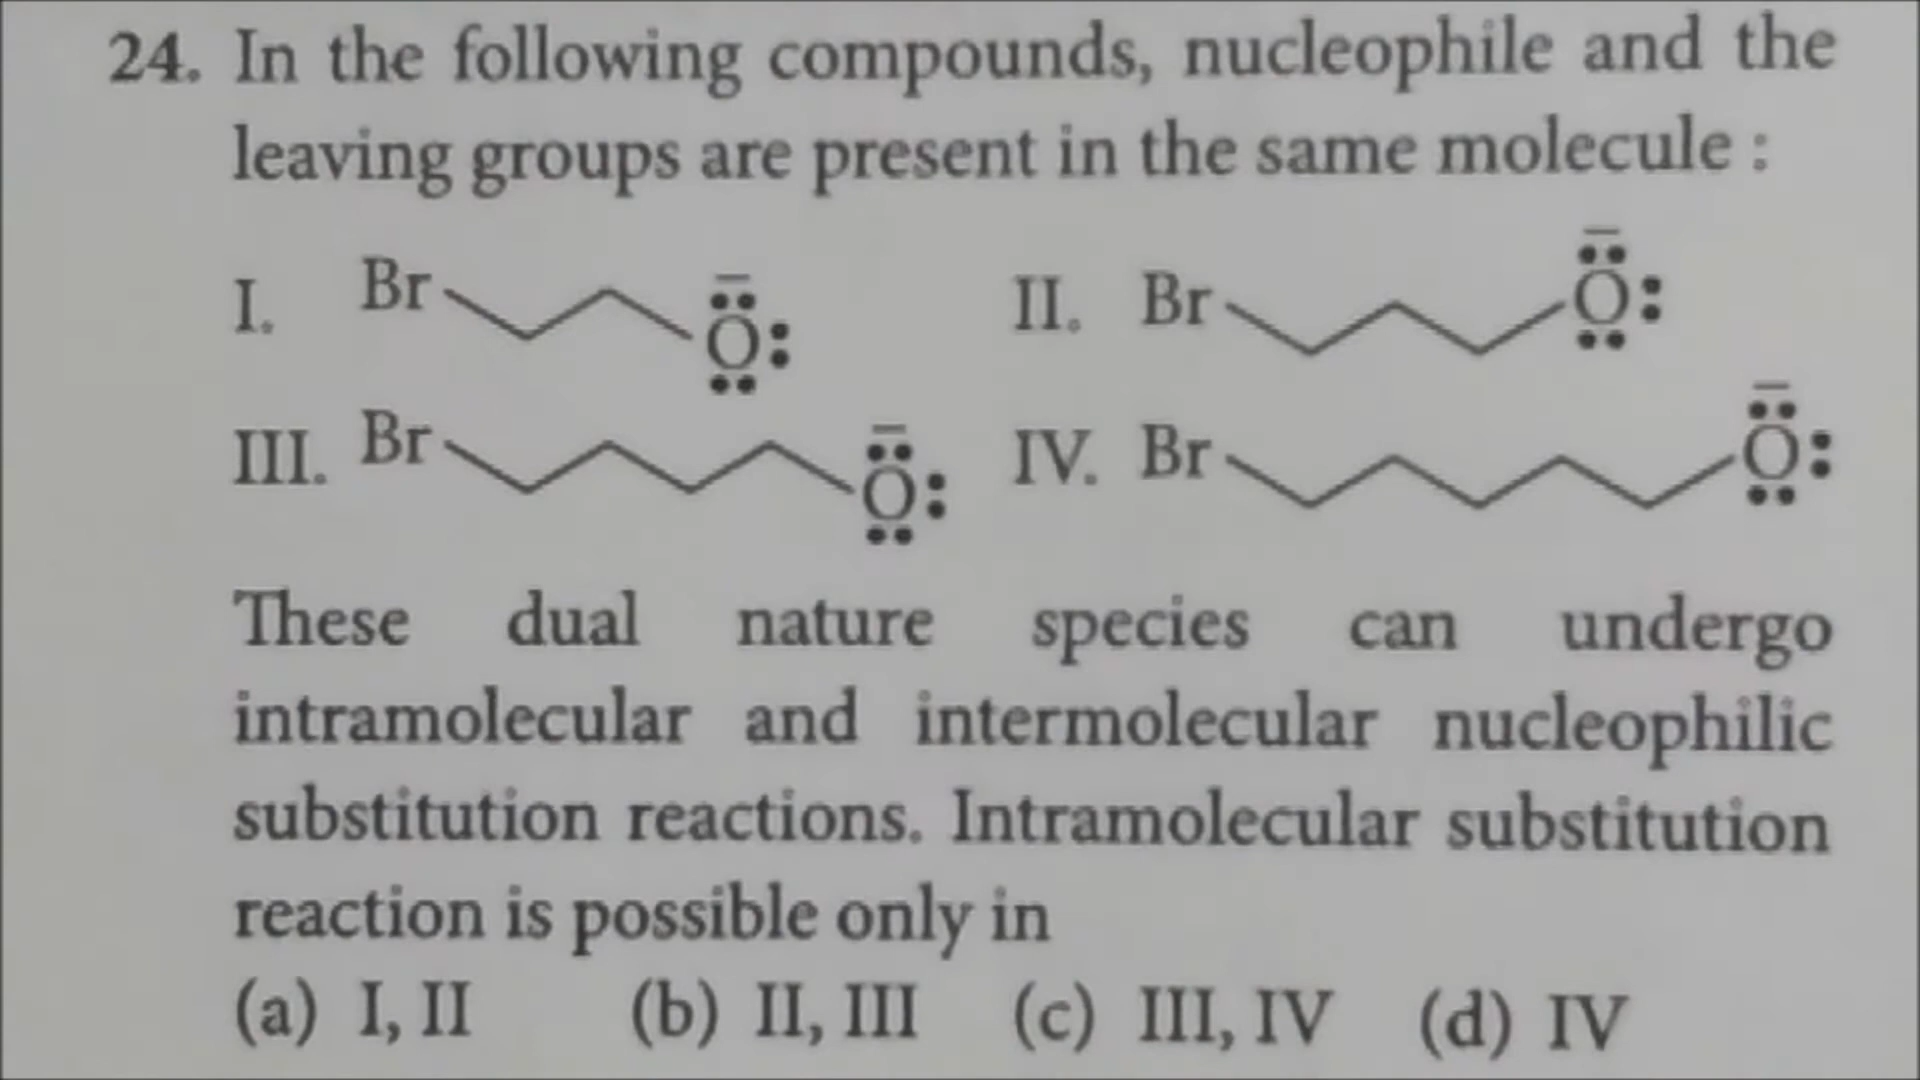 24. In the following compounds, nucleophile and the
leaving groups are present in the same molecule :
I. Br Ö: II. Br Ö:
III. Br Ö: IV. Br Ö:
These dual nature species can undergo
intramolecular and intermolecular nucleophilic
substitution reactions. Intramolecular substitution
reaction is possible only in
(a) I, II (b) II, III (c) III, IV (d) IV